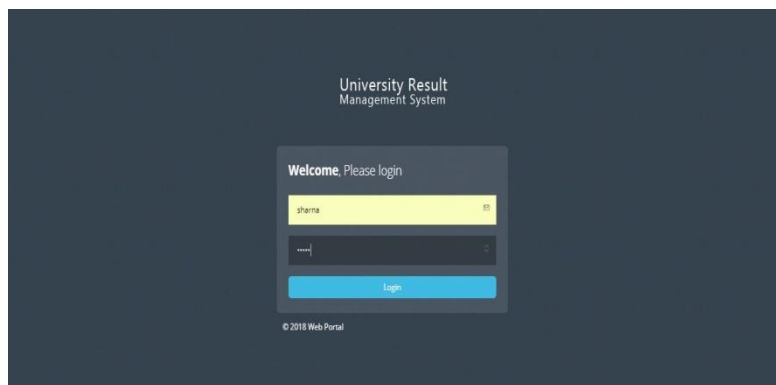 University Result
Management System
Welcome, Please login
sharna
•••••
Login
© 2018 Web Portal